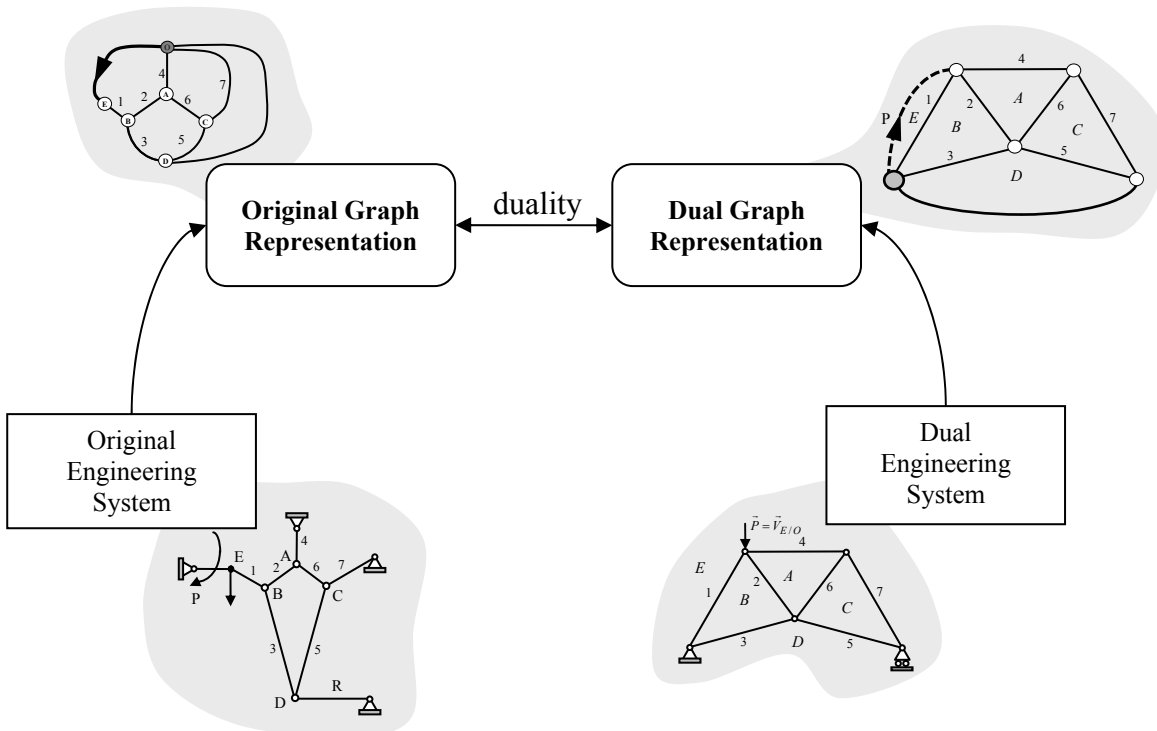 O
4
7
E
1
2
A
6
B
C
3
5
D
4
P
E
1
2
A
6
7
B
C
3
5
D
Original Graph
Representation
duality
Dual Graph
Representation
Original
Engineering
System
Dual
Engineering
System
4
E
A
P
1
2
6
7
B
C
3
5
D
R
P⃗ = V⃗E/O
4
E
A
1
2
6
7
B
C
3
D
5